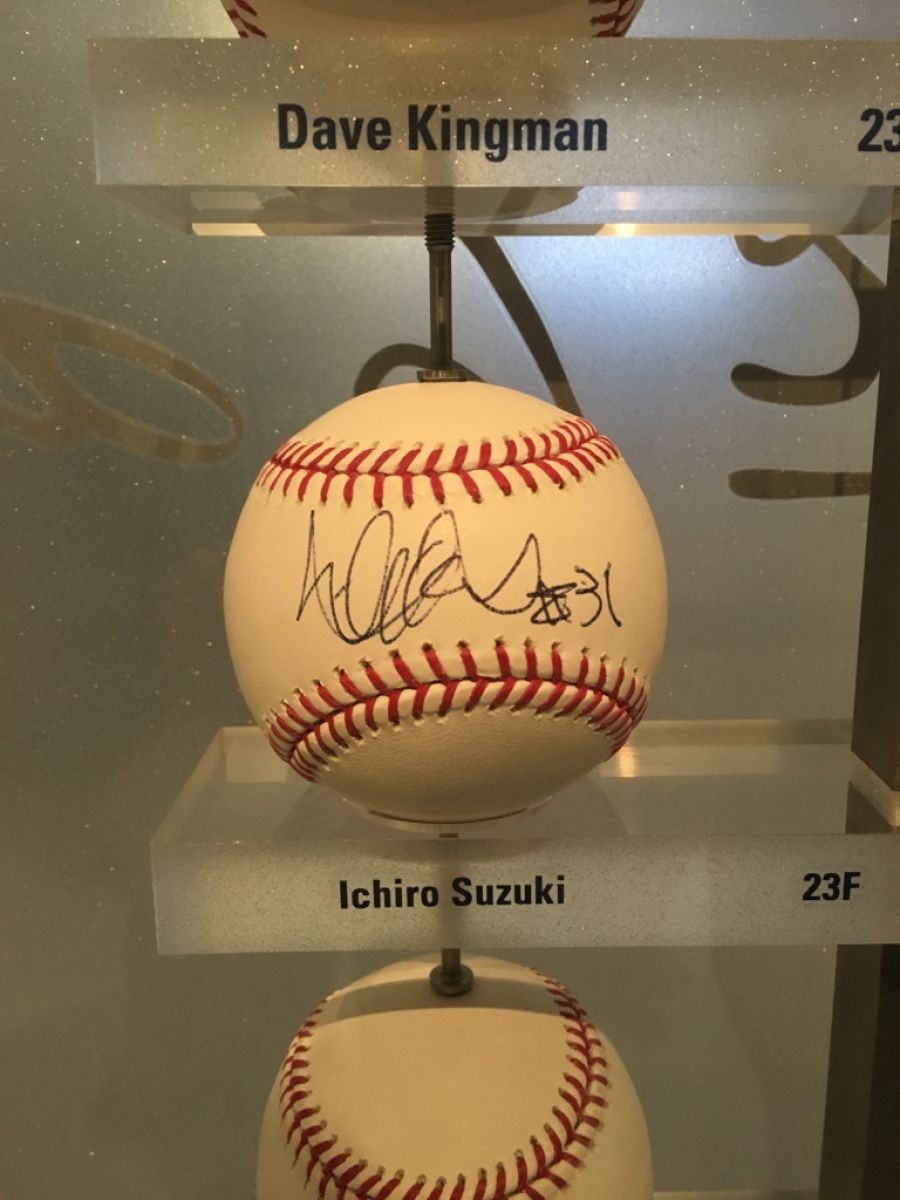 Dave Kingman 23
#31
Ichiro Suzuki 23F